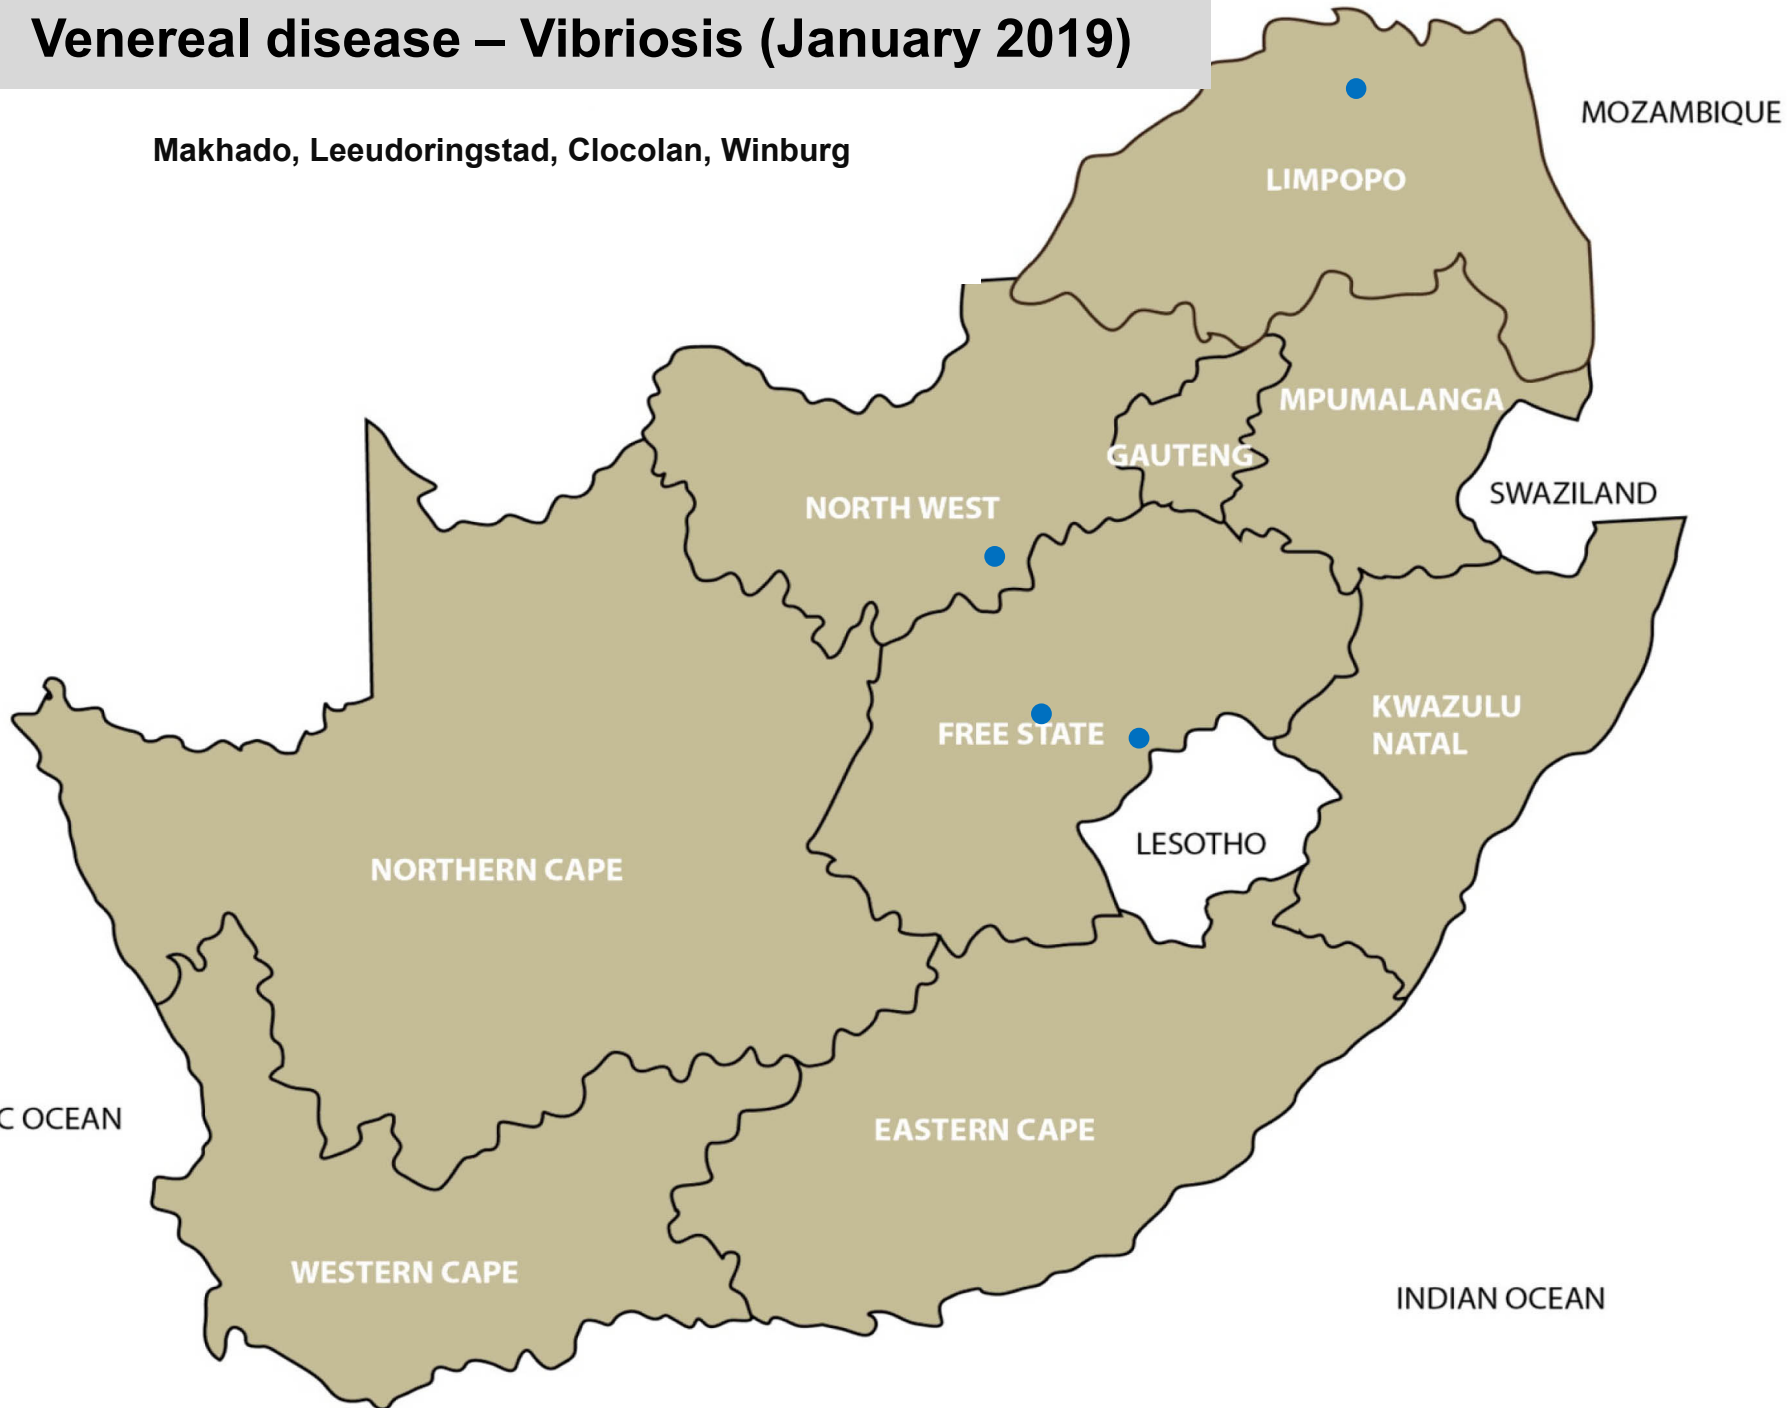 Venereal disease – Vibriosis (January 2019)
Makhado, Leeudoringstad, Clocolan, Winburg
MOZAMBIQUE
LIMPOPO
MPUMALANGA
GAUTENG
SWAZILAND
NORTH WEST
KWAZULU
NATAL
FREE STATE
LESOTHO
NORTHERN CAPE
C OCEAN
EASTERN CAPE
WESTERN CAPE
INDIAN OCEAN